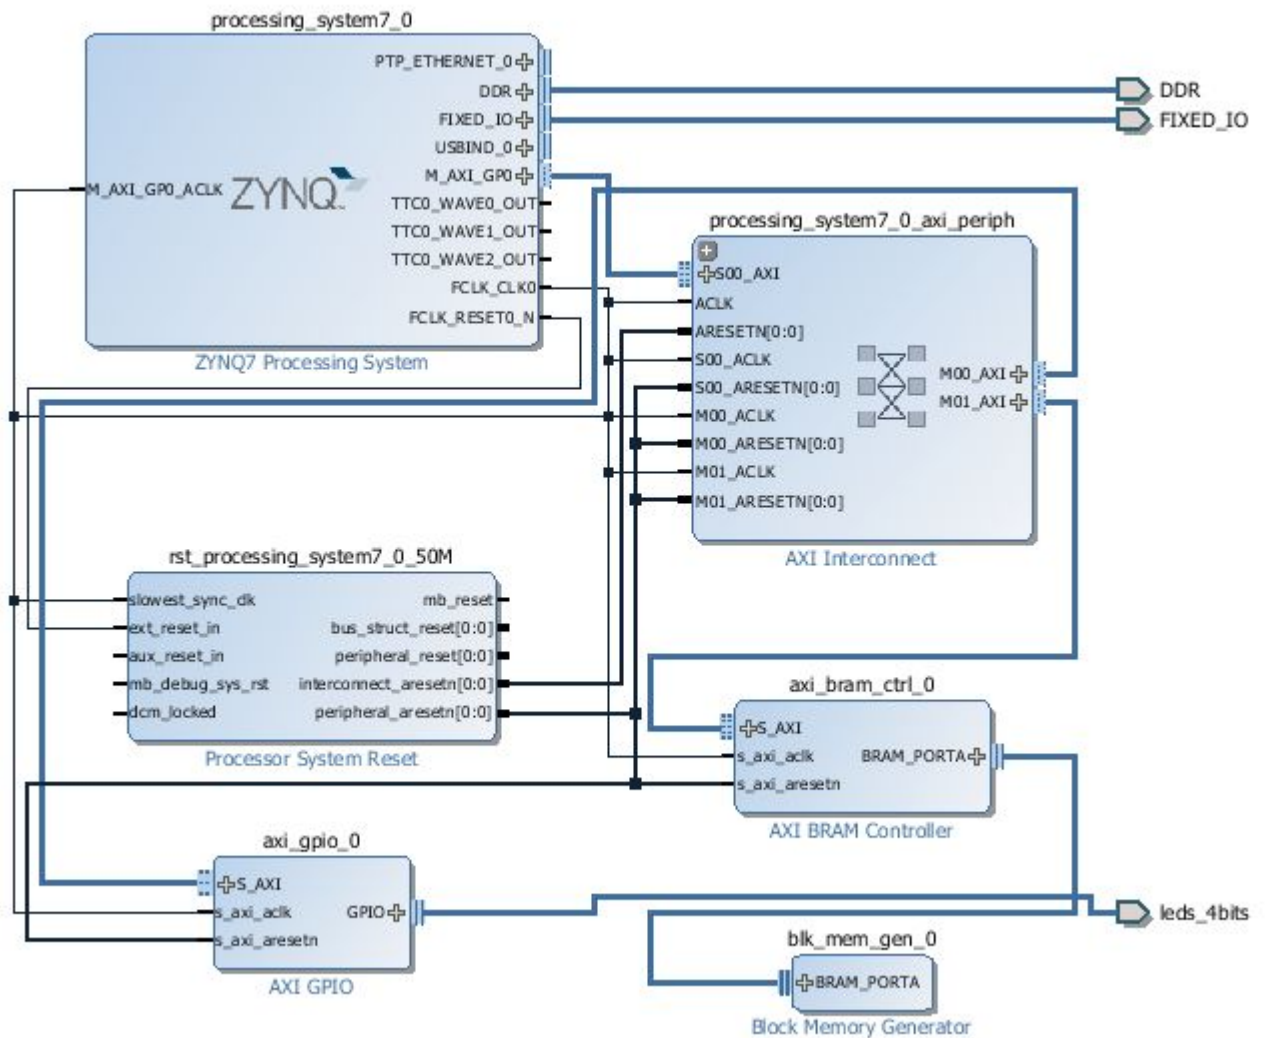 processing_system7_0
PTP_ETHERNET_0
DDR
FIXED_IO
USBIND_0
M_AXI_GP0
M_AXI_GP0_ACLK
ZYNQ
TTC0_WAVE0_OUT
TTC0_WAVE1_OUT
TTC0_WAVE2_OUT
FCLK_CLK0
FCLK_RESET0_N
ZYNQ7 Processing System
DDR
FIXED_IO
processing_system7_0_axi_periph
S00_AXI
ACLK
ARESETN[0:0]
S00_ACLK
S00_ARESETN[0:0]
M00_ACLK
M00_ARESETN[0:0]
M01_ACLK
M01_ARESETN[0:0]
M00_AXI
M01_AXI
AXI Interconnect
rst_processing_system7_0_50M
slowest_sync_clk
ext_reset_in
aux_reset_in
mb_debug_sys_rst
dcm_locked
mb_reset
bus_struct_reset[0:0]
peripheral_reset[0:0]
interconnect_aresetn[0:0]
peripheral_aresetn[0:0]
Processor System Reset
axi_bram_ctrl_0
S_AXI
s_axi_aclk
s_axi_aresetn
BRAM_PORTA
AXI BRAM Controller
axi_gpio_0
S_AXI
s_axi_aclk
s_axi_aresetn
GPIO
AXI GPIO
leds_4bits
blk_mem_gen_0
BRAM_PORTA
Block Memory Generator